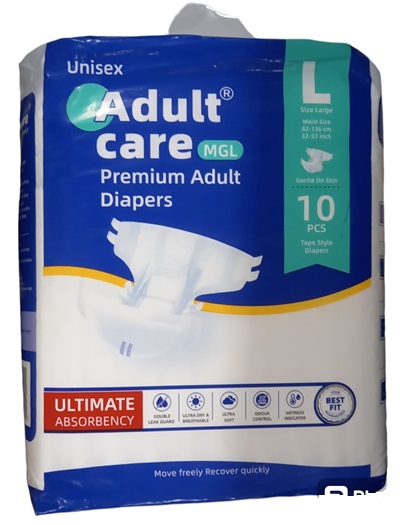 Unisex
Adult®
care MGL
Premium Adult
Diapers
L
Size Large
Waist Size
82-136 cm
32-53 inch
Gentle On Skin
10
PCS
Tape Style
Diapers
ULTIMATE
ABSORBENCY
DOUBLE
LEAK GUARD
ULTRA DRY &
BREATHABLE
ULTRA
SOFT
ODOUR
CONTROL
WETNESS
INDICATOR
BEST
FIT
Move freely Recover quickly